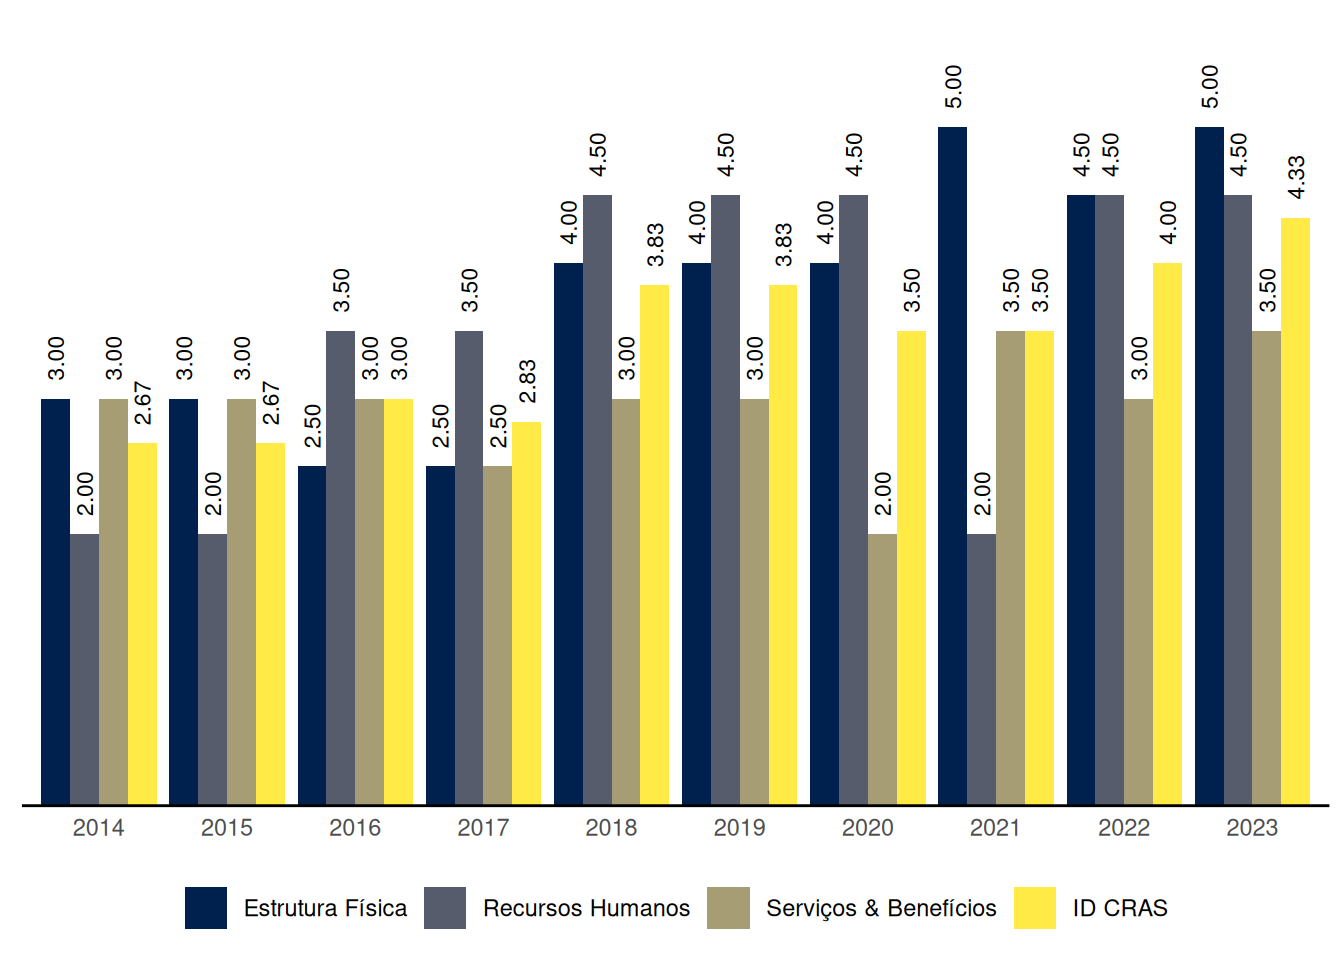 3.00 2.00 3.00 2.67
3.00 2.00 3.00 2.67
2.50 3.50 3.00 3.00
2.50 3.50 2.50 2.83
4.00 4.50 3.00 3.83
4.00 4.50 3.00 3.83
4.00 4.50 2.00 3.50
5.00 2.00 3.50 3.50
4.50 4.50 3.00 4.00
5.00 4.50 3.50 4.33
2014 2015 2016 2017 2018 2019 2020 2021 2022 2023
Estrutura Física Recursos Humanos Serviços & Benefícios ID CRAS